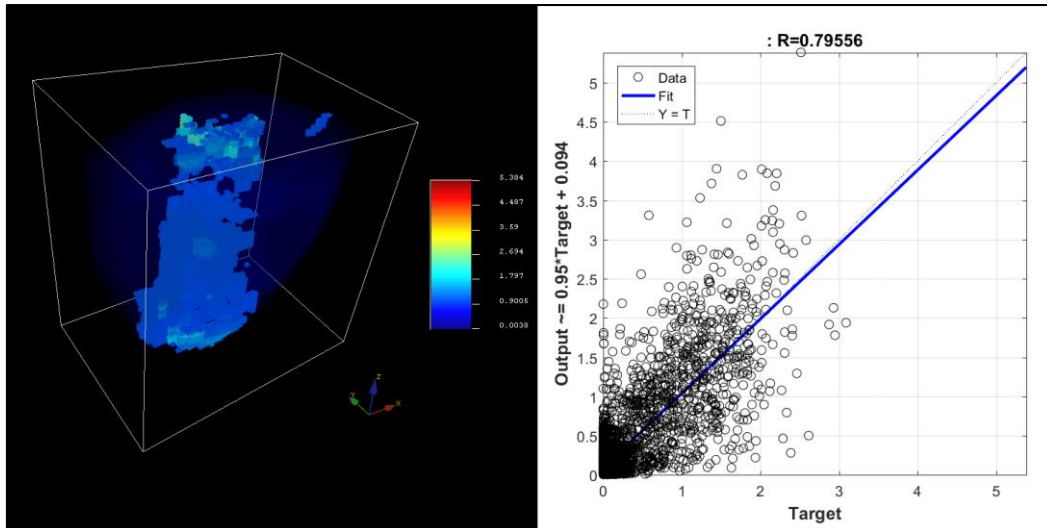 5.384
4.487
3.59
2.694
1.797
0.9005
0.0038
Z
Y
X
: R=0.79556
Data
Fit
Y = T
Output ~= 0.95*Target + 0.094
5
4.5
4
3.5
3
2.5
2
1.5
1
0.5
0
0 1 2 3 4 5
Target